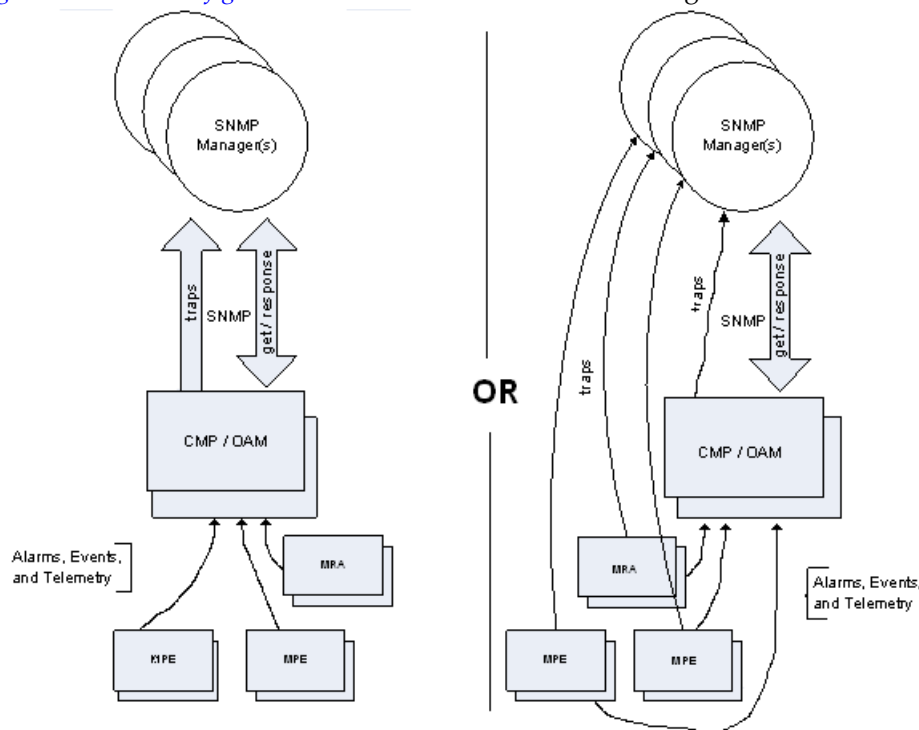 SNMP
Manager(s)
traps
SNMP
get / response
CMP / OAM
Alarms, Events,
and Telemetry
MRA
MPE
MPE
OR
SNMP
Manager(s)
traps
traps
SNMP
get / response
CMP / OAM
MRA
Alarms, Events,
and Telemetry
MPE
MPE